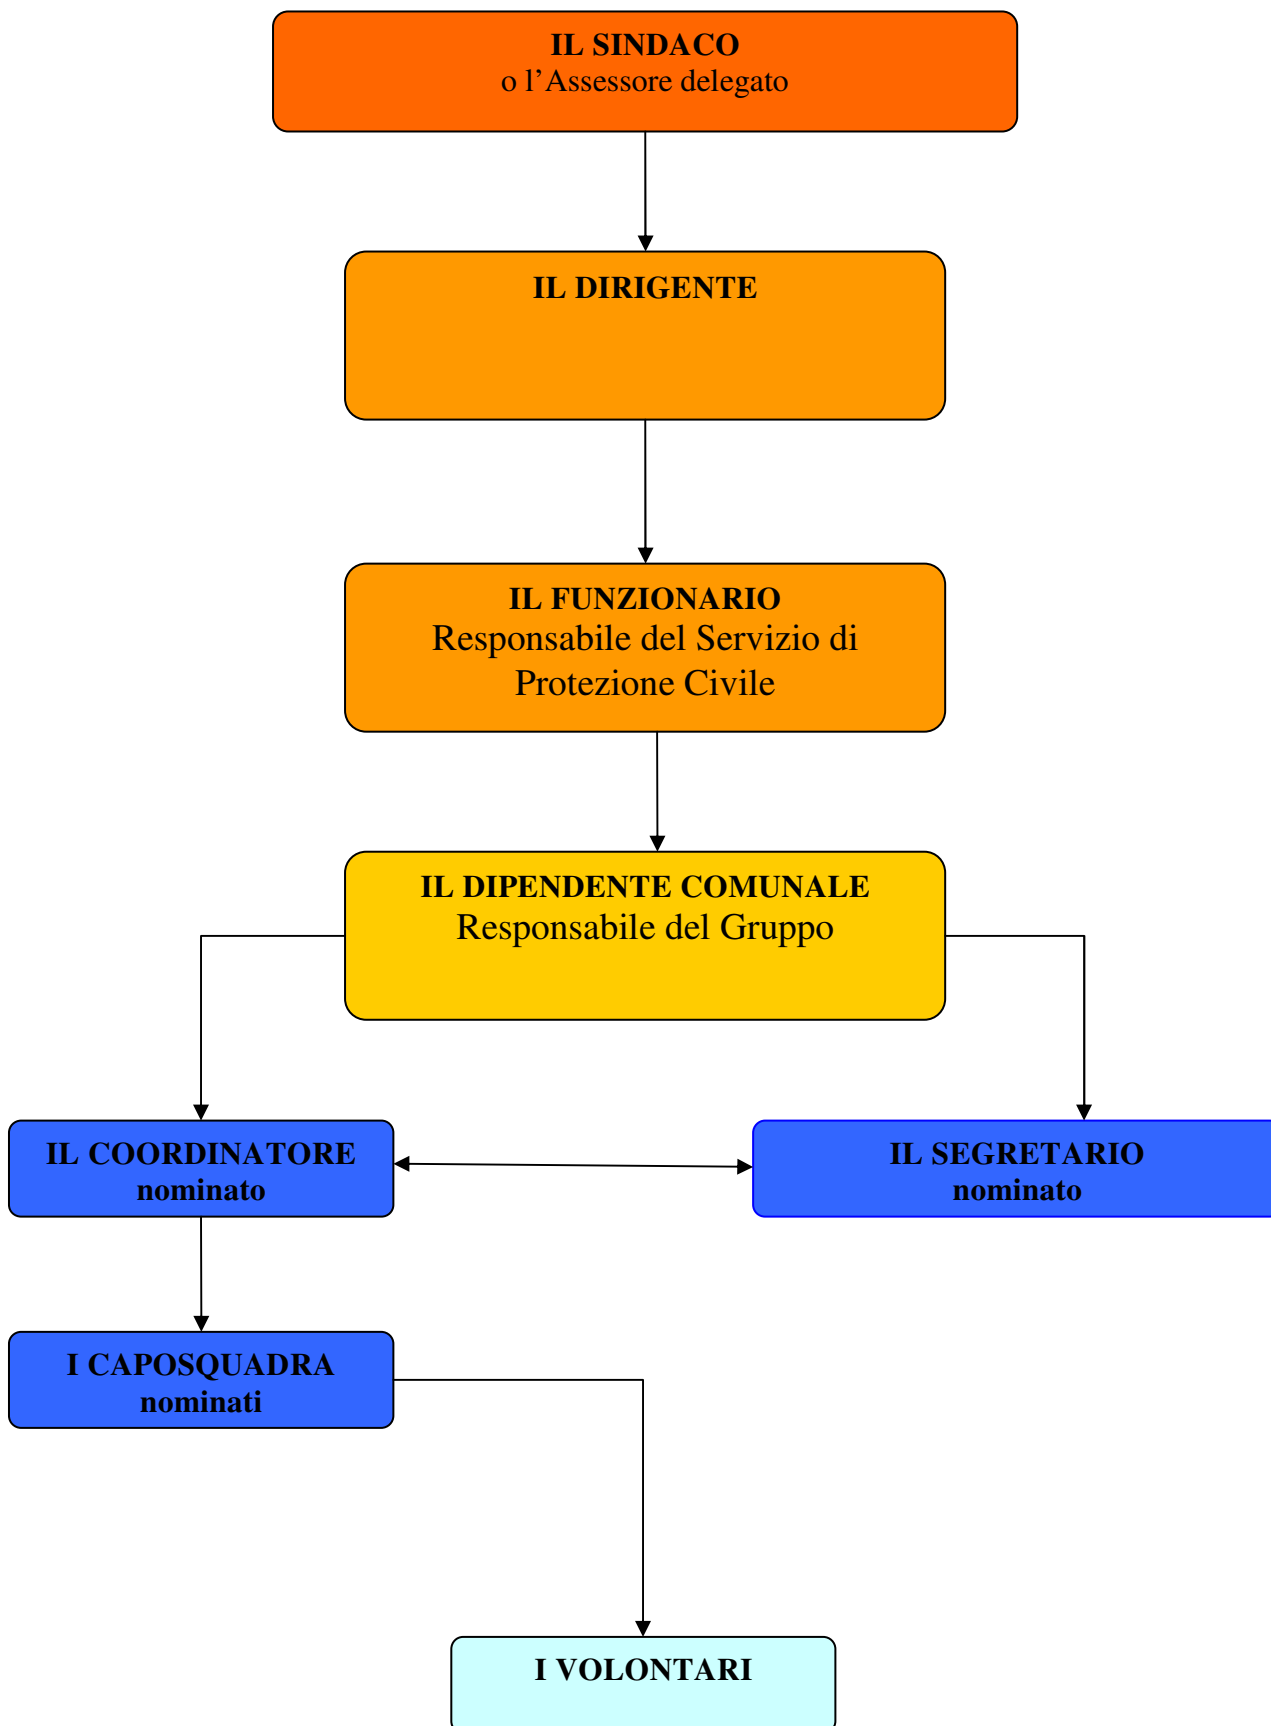 IL SINDACO
o l’Assessore delegato
IL DIRIGENTE
IL FUNZIONARIO
Responsabile del Servizio di
Protezione Civile
IL DIPENDENTE COMUNALE
Responsabile del Gruppo
IL COORDINATORE
nominato
IL SEGRETARIO
nominato
I CAPOSQUADRA
nominati
I VOLONTARI